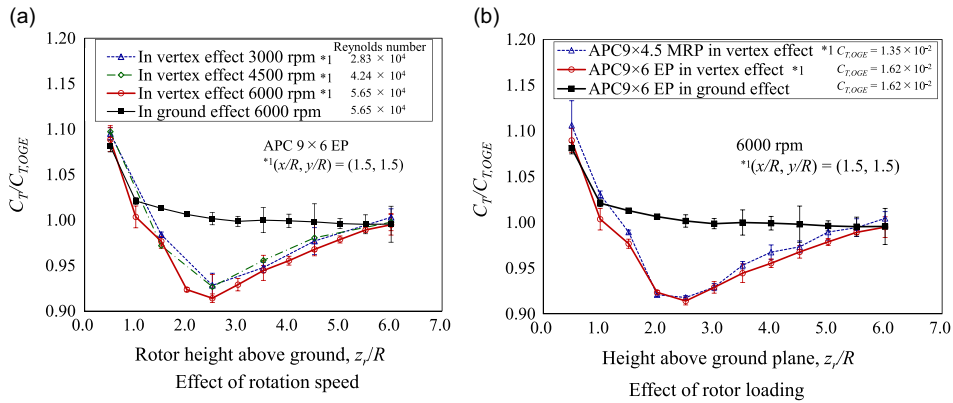 (a)
1.20
1.15
1.10
1.05
1.00
0.95
0.90
C_T/C_T,OGE
Reynolds number
In vertex effect 3000 rpm *1 2.83 × 10⁴
In vertex effect 4500 rpm *1 4.24 × 10⁴
In vertex effect 6000 rpm *1 5.65 × 10⁴
In ground effect 6000 rpm 5.65 × 10⁴
APC 9 × 6 EP
*1(x/R, y/R) = (1.5, 1.5)
0.0 1.0 2.0 3.0 4.0 5.0 6.0 7.0
Rotor height above ground, z_r/R
Effect of rotation speed
(b)
1.20
1.15
1.10
1.05
1.00
0.95
0.90
C_T/C_T,OGE
APC9×4.5 MRP in vertex effect *1 C_T,OGE = 1.35 × 10⁻²
APC9×6 EP in vertex effect *1 C_T,OGE = 1.62 × 10⁻²
APC9×6 EP in ground effect C_T,OGE = 1.62 × 10⁻²
6000 rpm
*1(x/R, y/R) = (1.5, 1.5)
0.0 1.0 2.0 3.0 4.0 5.0 6.0 7.0
Height above ground plane, z_r/R
Effect of rotor loading